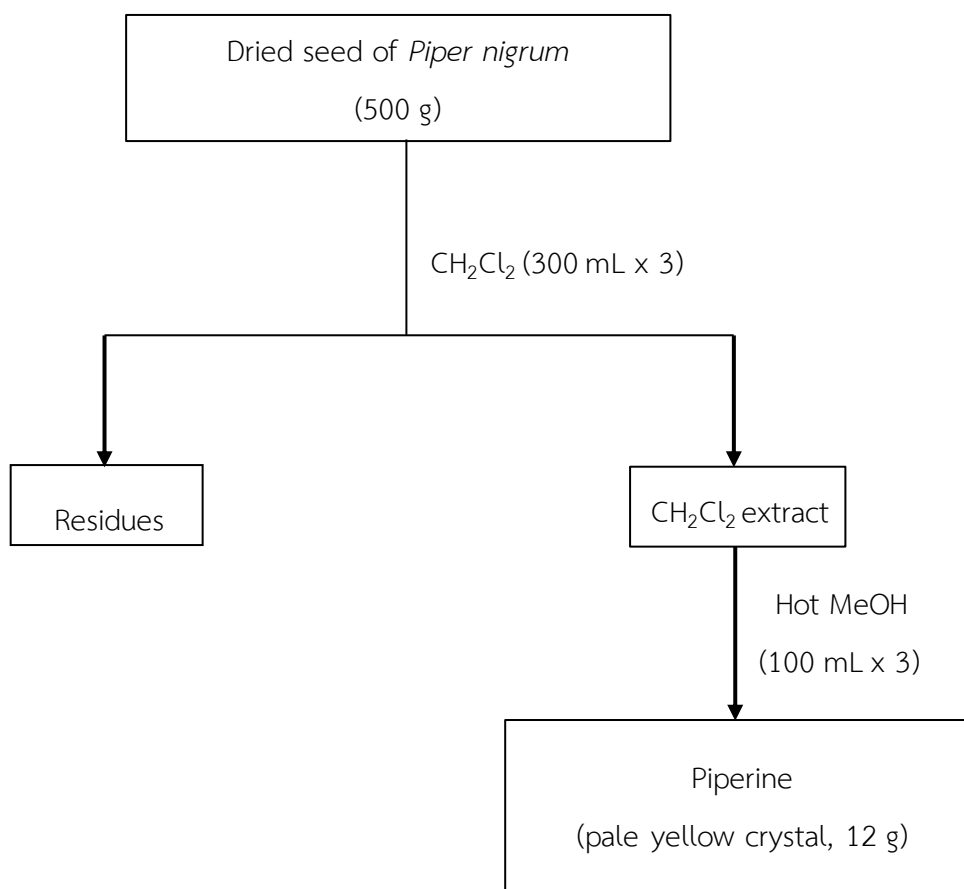 Dried seed of Piper nigrum
(500 g)
CH₂Cl₂ (300 mL x 3)
Residues
CH₂Cl₂ extract
Hot MeOH
(100 mL x 3)
Piperine
(pale yellow crystal, 12 g)